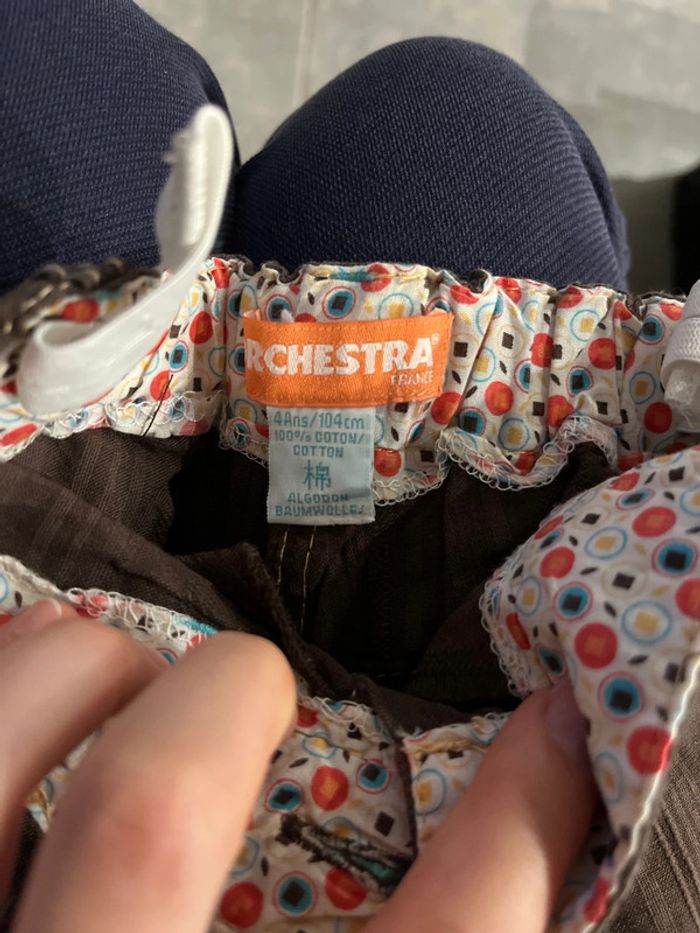 RCHESTRA®
FRANCE
4Ans/104cm
100% COTON/
COTTON
棉
ALGODON
BAUMWOLLE/